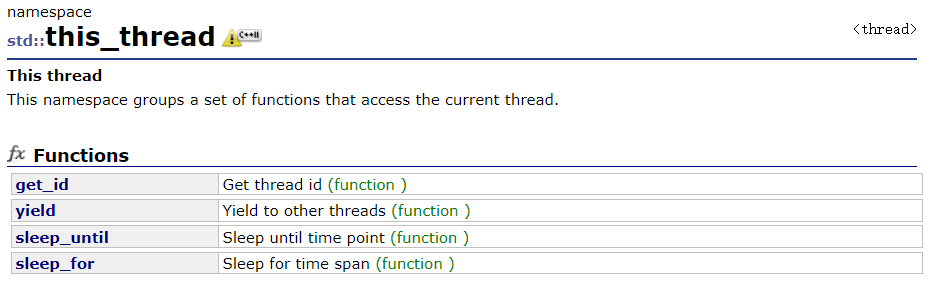 namespace
std::this_thread C++11
<thread>
This thread
This namespace groups a set of functions that access the current thread.
fx Functions
get_id Get thread id (function )
yield Yield to other threads (function )
sleep_until Sleep until time point (function )
sleep_for Sleep for time span (function )